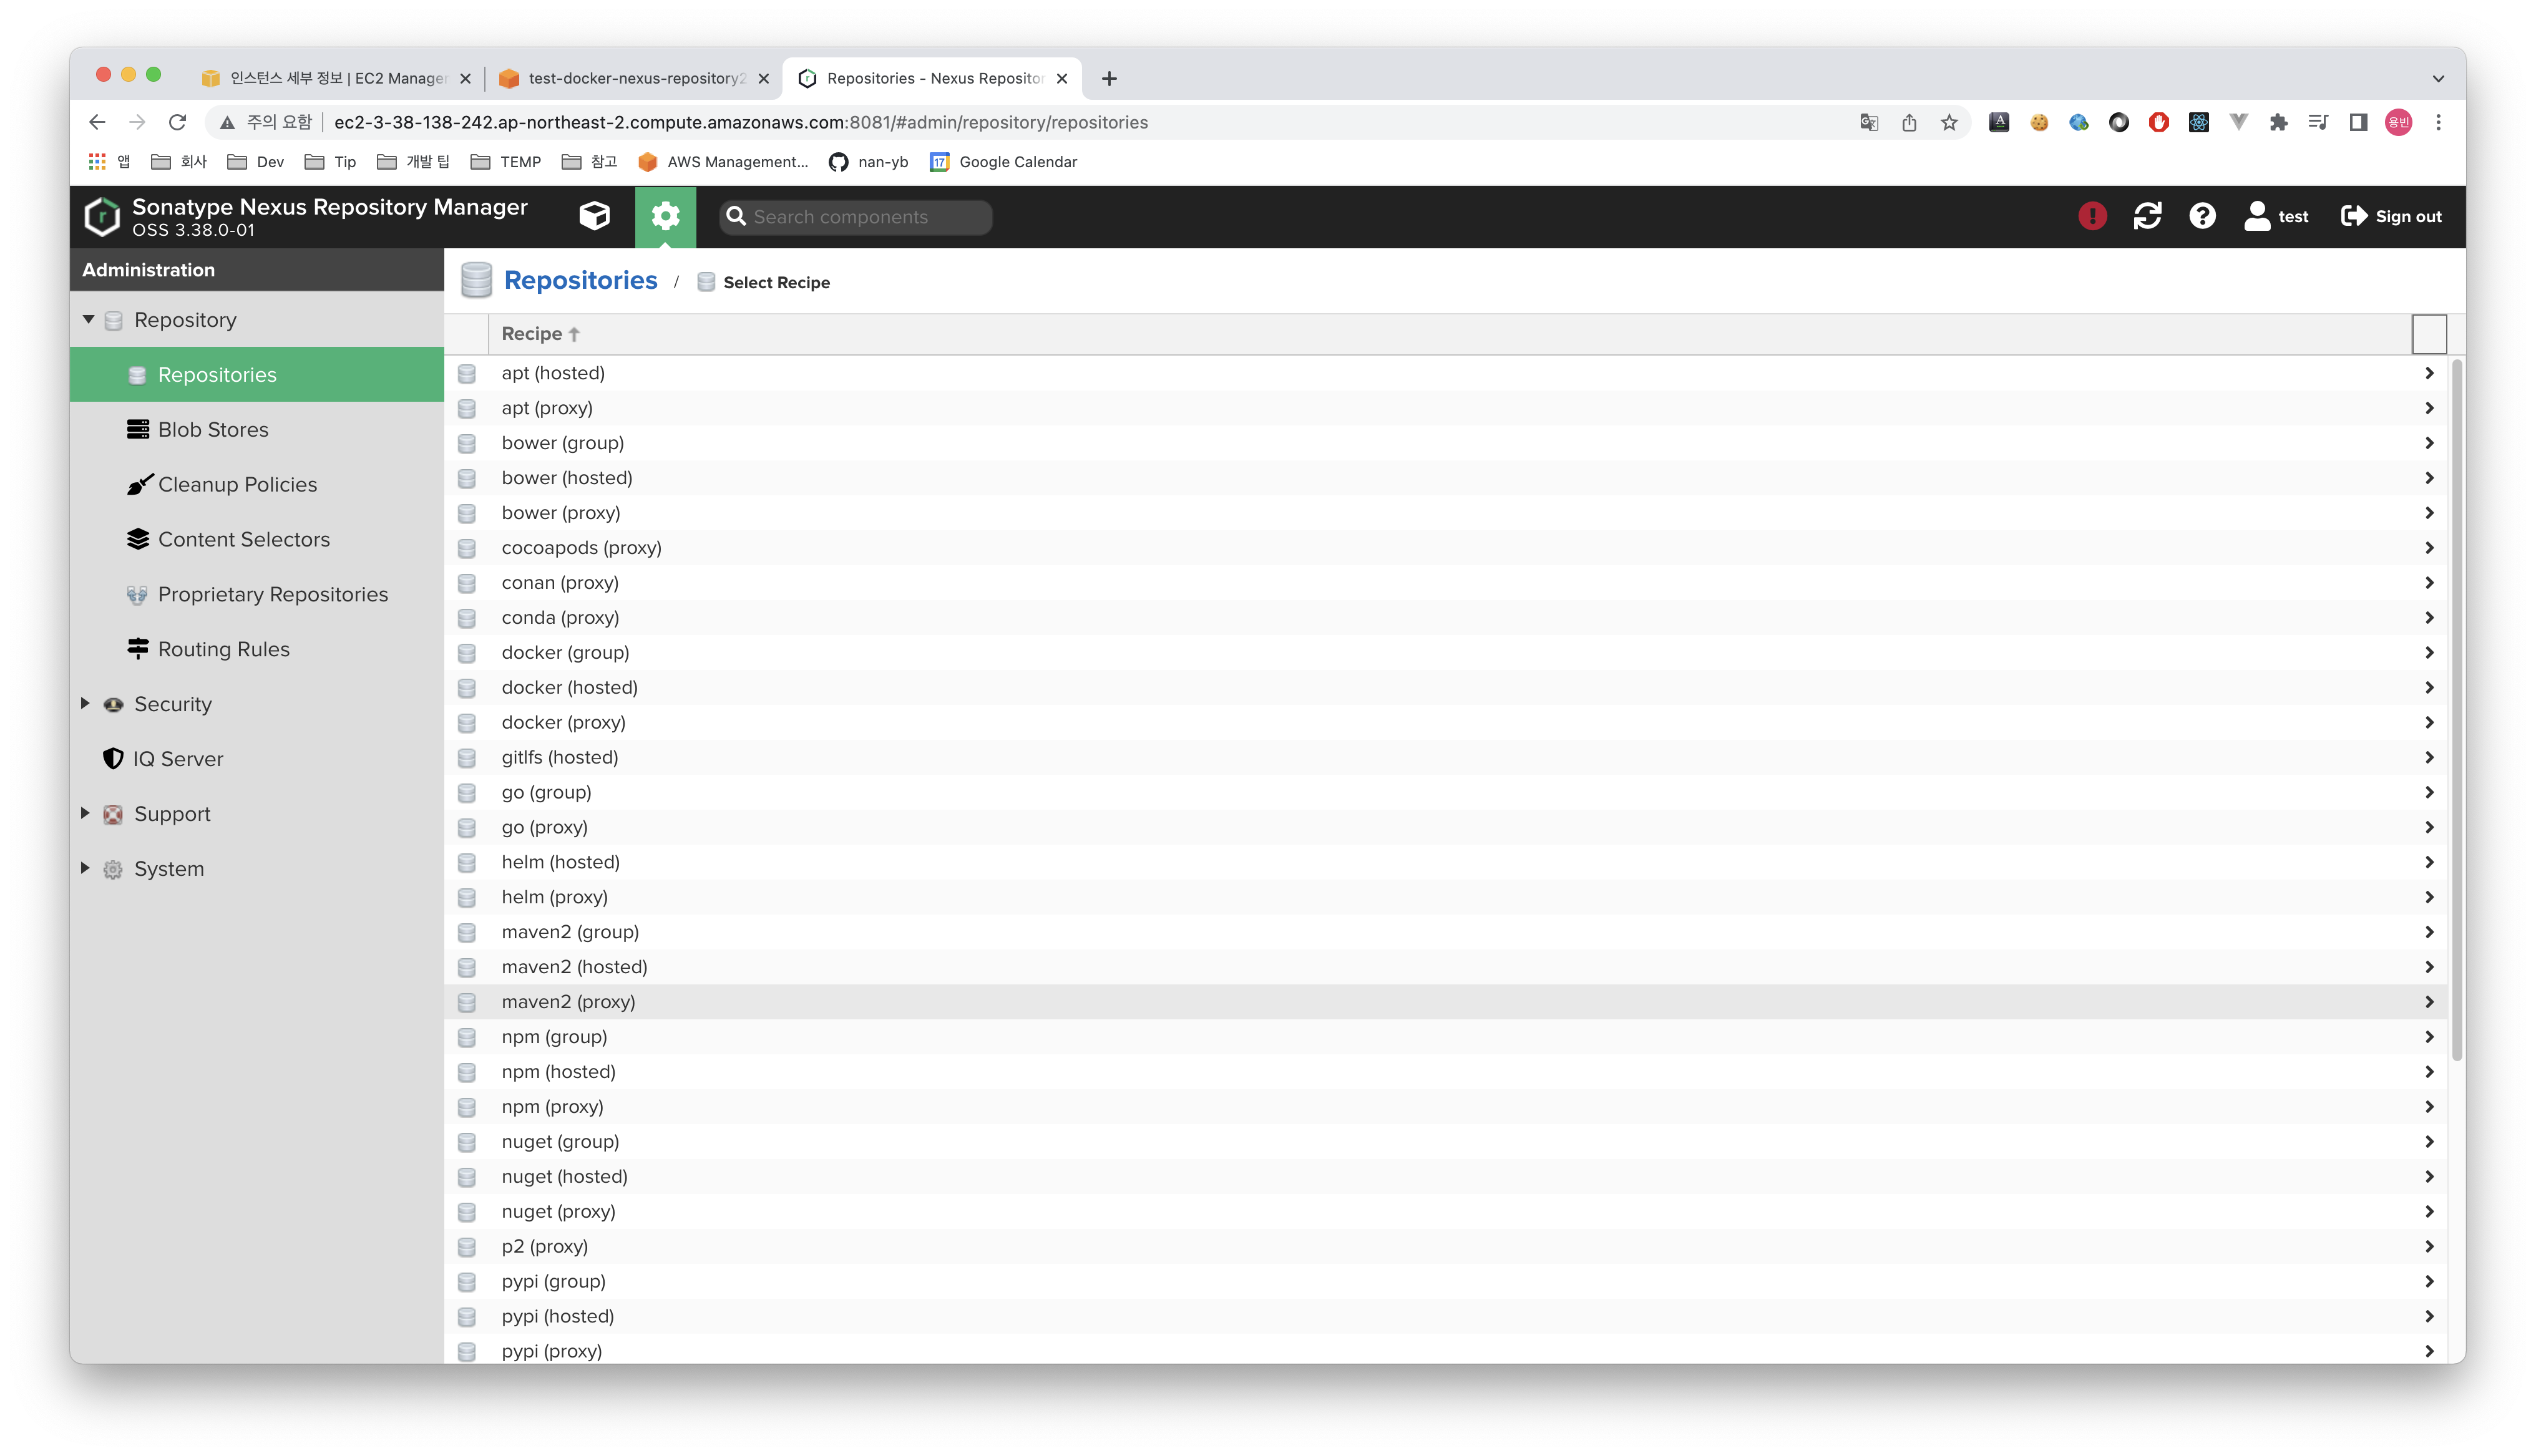 인스턴스 세부 정보 | EC2 Manager
test-docker-nexus-repository2
Repositories - Nexus Repositor
주의 요함
ec2-3-38-138-242.ap-northeast-2.compute.amazonaws.com:8081/#admin/repository/repositories
용빈
앱
회사
Dev
Tip
개발 팁
TEMP
참고
AWS Management...
nan-yb
17
Google Calendar
Sonatype Nexus Repository Manager
OSS 3.38.0-01
Search components
test
Sign out
Administration
Repository
Repositories
Blob Stores
Cleanup Policies
Content Selectors
Proprietary Repositories
Routing Rules
Security
IQ Server
Support
System
Repositories / Select Recipe
Recipe
apt (hosted)
apt (proxy)
bower (group)
bower (hosted)
bower (proxy)
cocoapods (proxy)
conan (proxy)
conda (proxy)
docker (group)
docker (hosted)
docker (proxy)
gitlfs (hosted)
go (group)
go (proxy)
helm (hosted)
helm (proxy)
maven2 (group)
maven2 (hosted)
maven2 (proxy)
npm (group)
npm (hosted)
npm (proxy)
nuget (group)
nuget (hosted)
nuget (proxy)
p2 (proxy)
pypi (group)
pypi (hosted)
pypi (proxy)